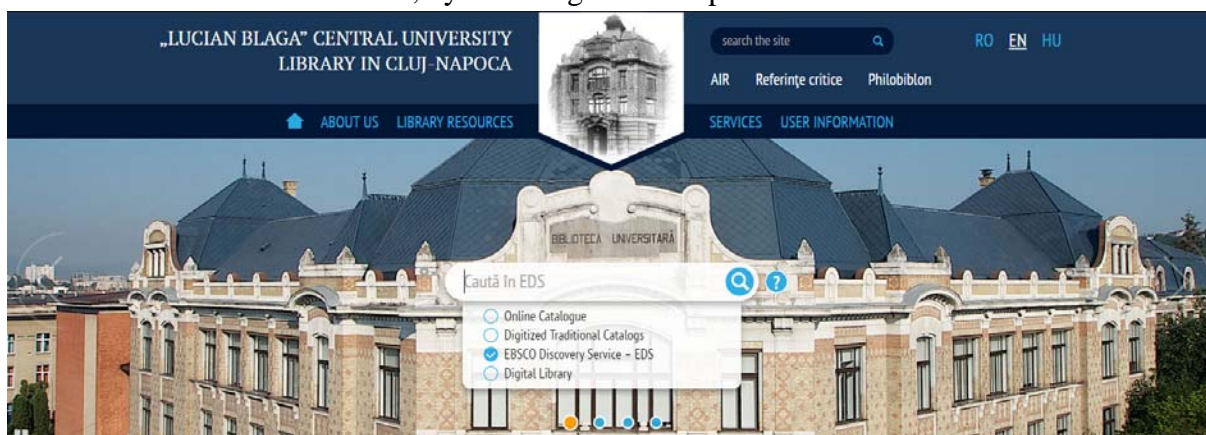 „LUCIAN BLAGA” CENTRAL UNIVERSITY
LIBRARY IN CLUJ-NAPOCA
search the site
RO EN HU
AIR Referințe critice Philobiblon
ABOUT US LIBRARY RESOURCES
SERVICES USER INFORMATION
BIBLIOTECA UNIVERSITARĂ
Caută în EDS
?
Online Catalogue
Digitized Traditional Catalogs
EBSCO Discovery Service – EDS
Digital Library